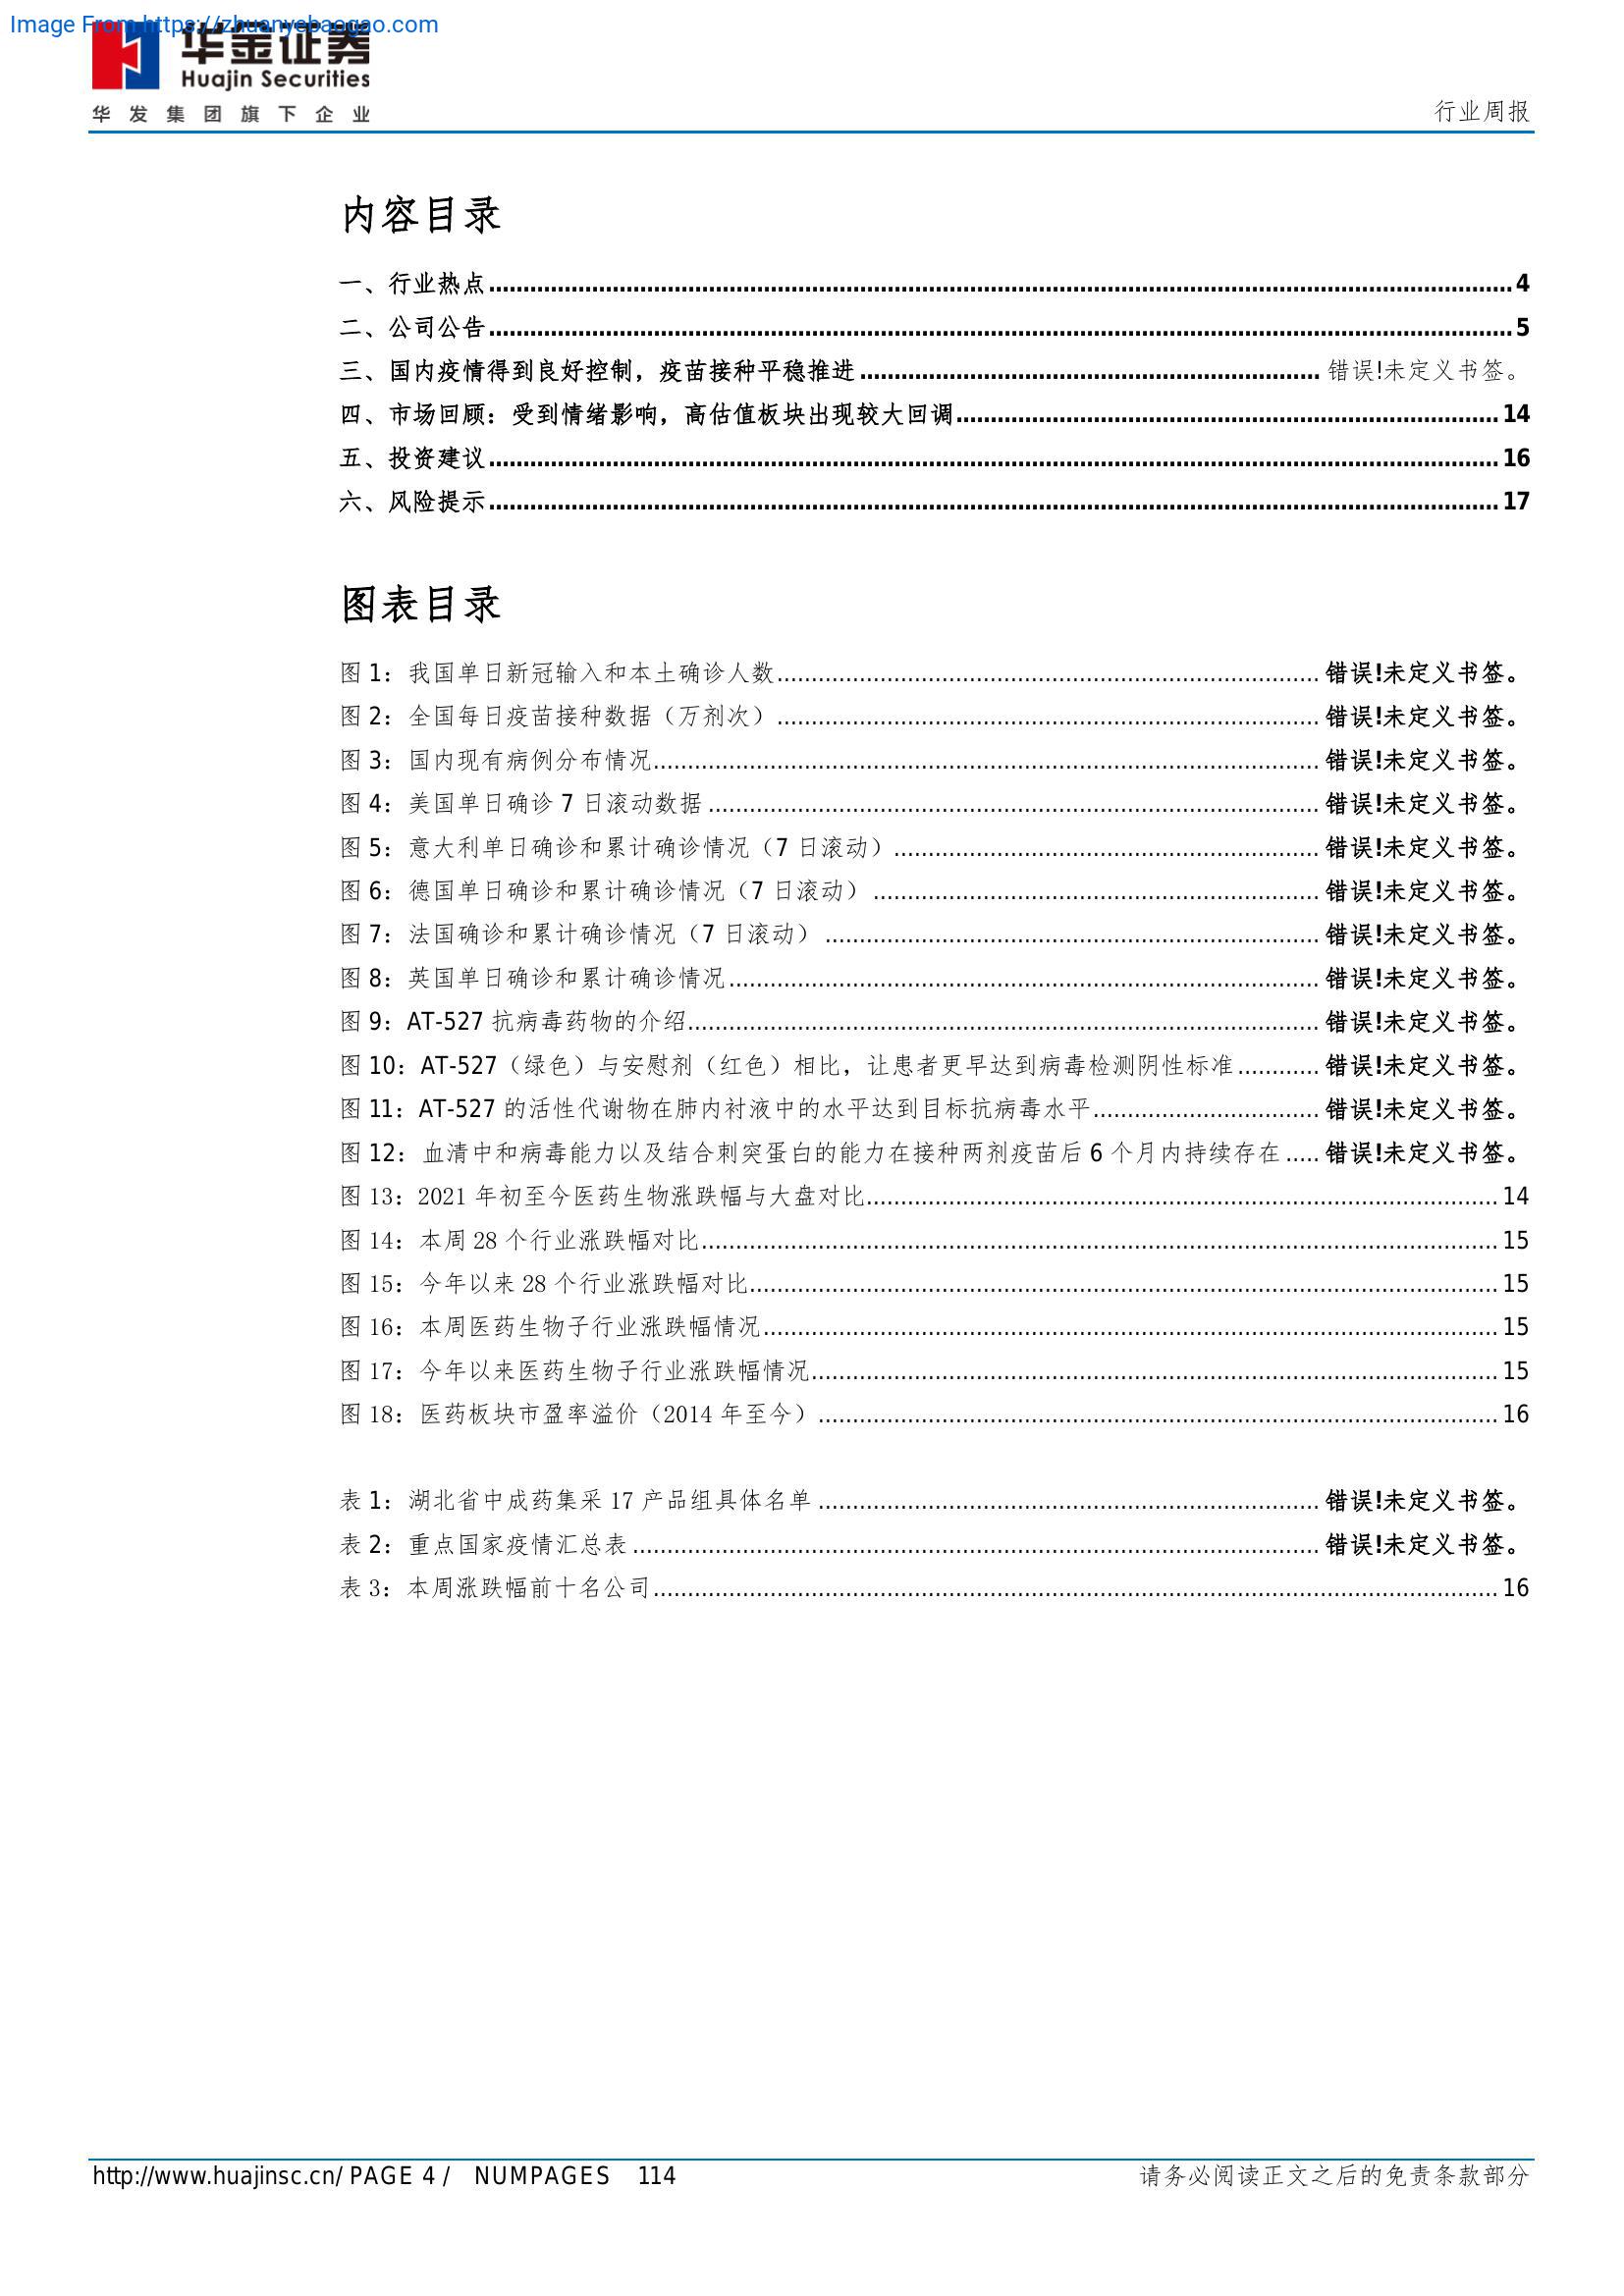 Image From https://zhuanyebaogao.com
华金证券
Huajin Securities
华发集团旗下企业
行业周报
内容目录
一、行业热点........................................4
二、公司公告........................................5
三、国内疫情得到良好控制，疫苗接种平稳推进........................................错误!未定义书签。
四、市场回顾：受到情绪影响，高估值板块出现较大回调........................................14
五、投资建议........................................16
六、风险提示........................................17
图表目录
图 1：我国单日新冠输入和本土确诊人数........................................错误!未定义书签。
图 2：全国每日疫苗接种数据（万剂次）........................................错误!未定义书签。
图 3：国内现有病例分布情况........................................错误!未定义书签。
图 4：美国单日确诊 7 日滚动数据........................................错误!未定义书签。
图 5：意大利单日确诊和累计确诊情况（7 日滚动）........................................错误!未定义书签。
图 6：德国单日确诊和累计确诊情况（7 日滚动）........................................错误!未定义书签。
图 7：法国确诊和累计确诊情况（7 日滚动）........................................错误!未定义书签。
图 8：英国单日确诊和累计确诊情况........................................错误!未定义书签。
图 9：AT-527 抗病毒药物的介绍........................................错误!未定义书签。
图 10：AT-527（绿色）与安慰剂（红色）相比，让患者更早达到病毒检测阴性标准............错误!未定义书签。
图 11：AT-527 的活性代谢物在肺内衬液中的水平达到目标抗病毒水平................................错误!未定义书签。
图 12：血清中和病毒能力以及结合刺突蛋白的能力在接种两剂疫苗后 6 个月内持续存在.....错误!未定义书签。
图 13：2021 年初至今医药生物涨跌幅与大盘对比........................................14
图 14：本周 28 个行业涨跌幅对比........................................15
图 15：今年以来 28 个行业涨跌幅对比........................................15
图 16：本周医药生物子行业涨跌幅情况........................................15
图 17：今年以来医药生物子行业涨跌幅情况........................................15
图 18：医药板块市盈率溢价（2014 年至今）........................................16
表 1：湖北省中成药集采 17 产品组具体名单........................................错误!未定义书签。
表 2：重点国家疫情汇总表........................................错误!未定义书签。
表 3：本周涨跌幅前十名公司........................................16
http://www.huajinsc.cn/ PAGE 4 / NUMPAGES 114
请务必阅读正文之后的免责条款部分